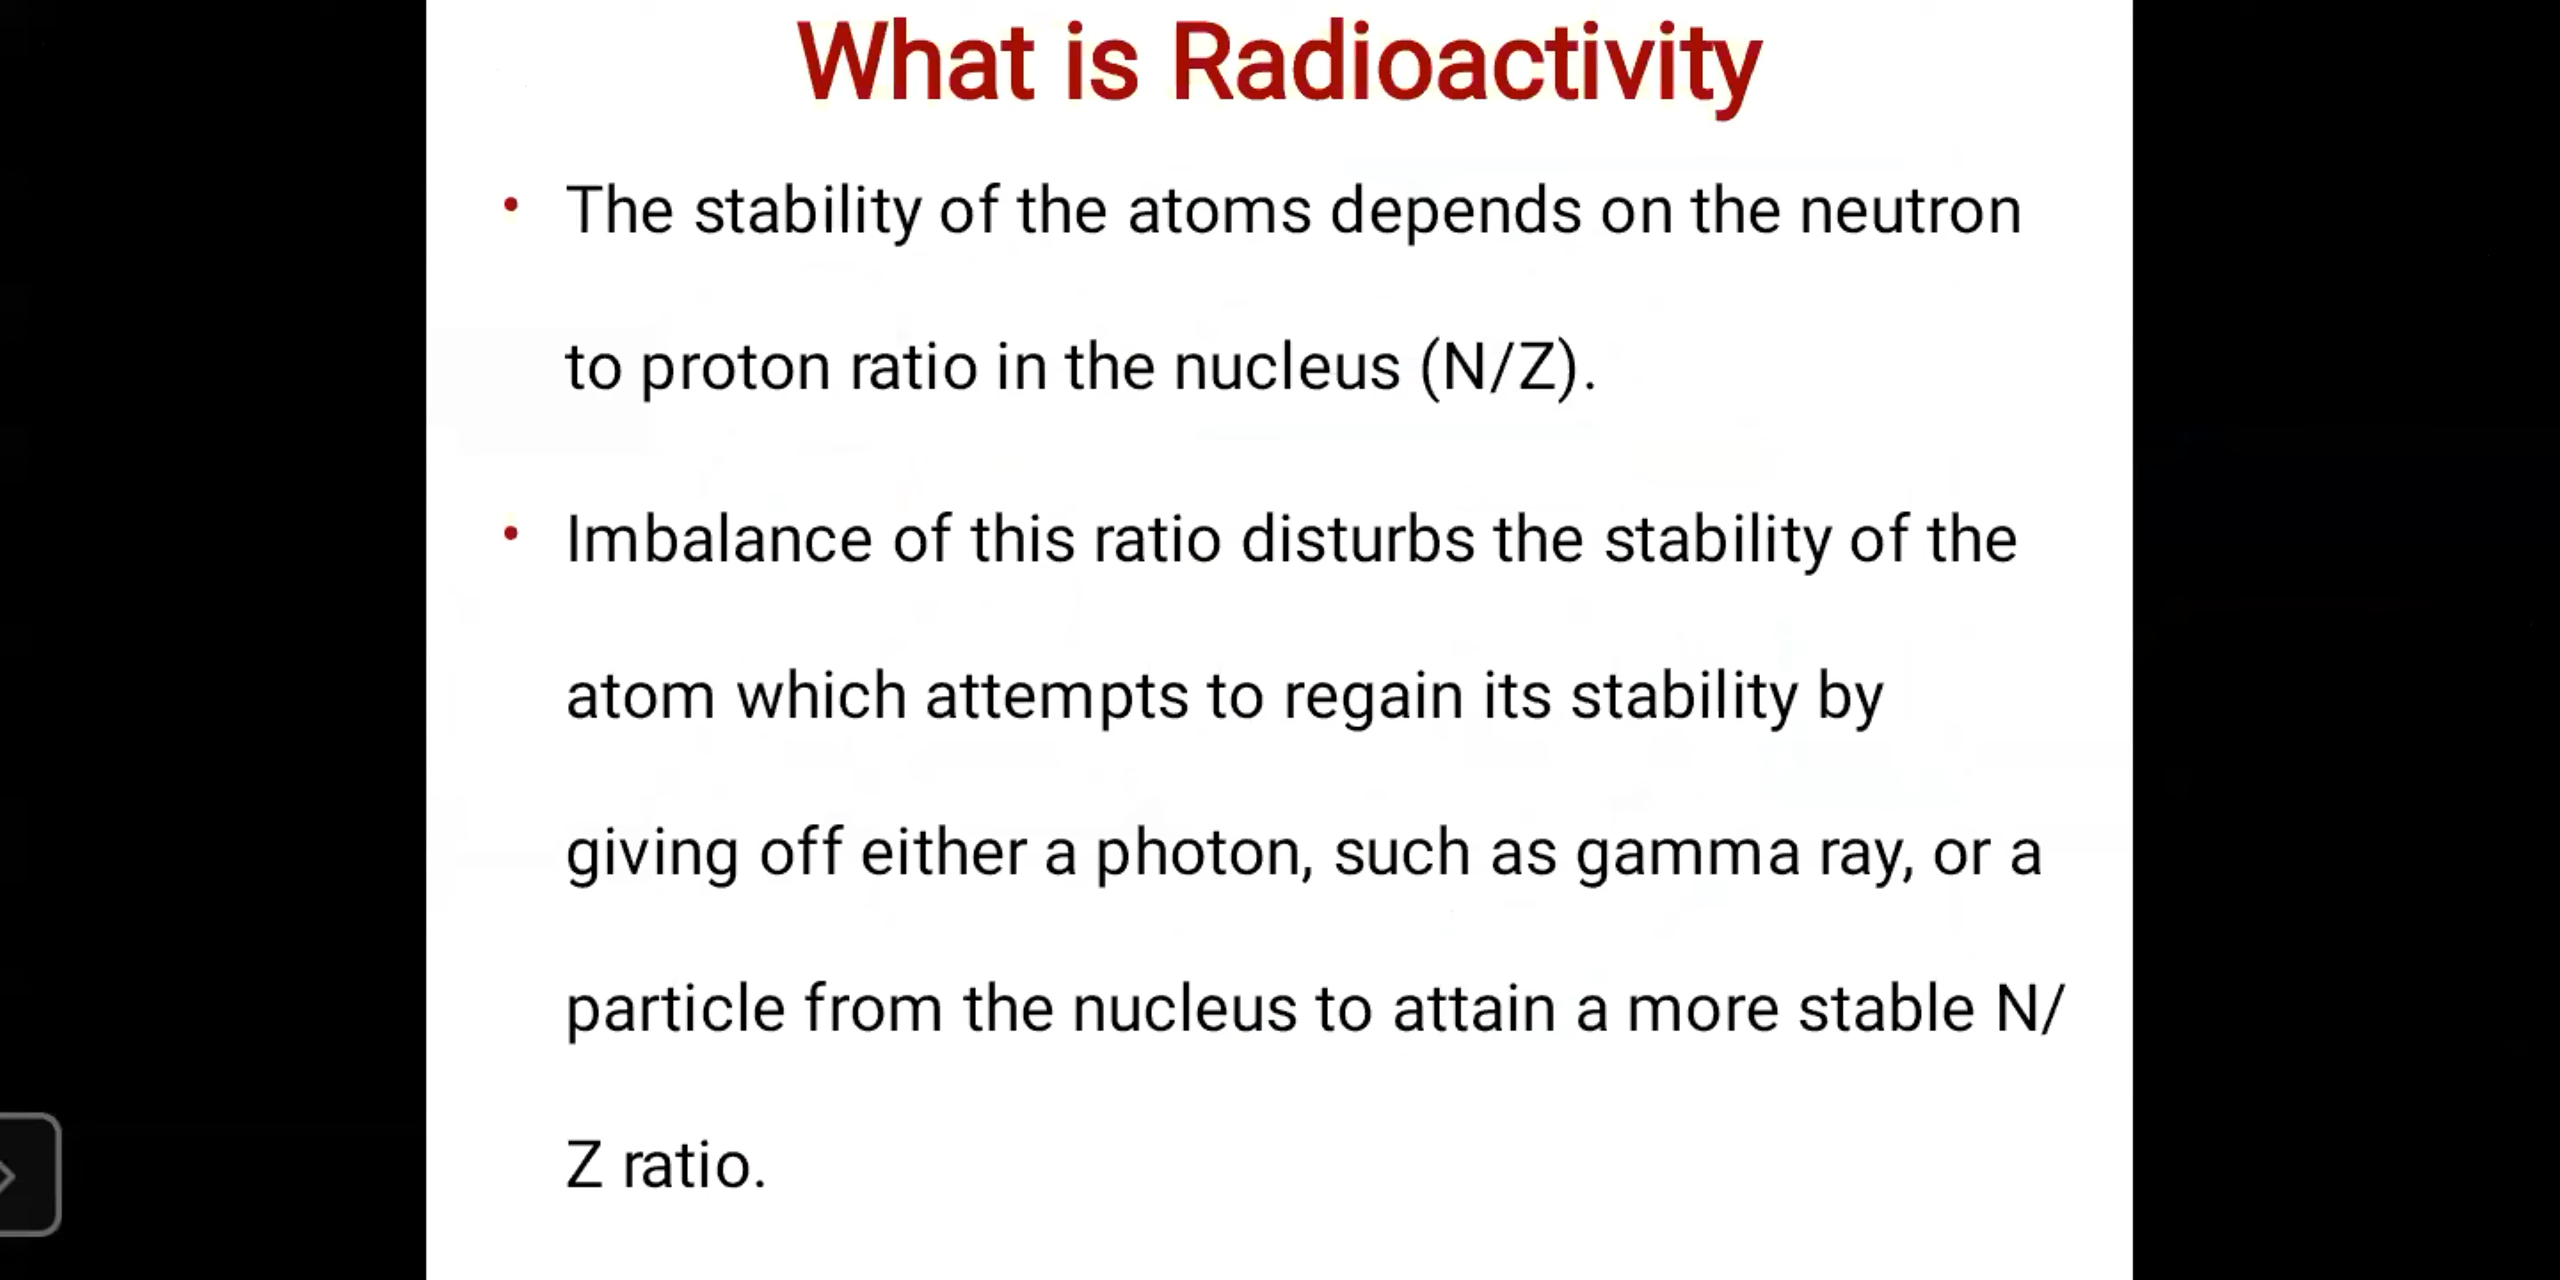 What is Radioactivity
• The stability of the atoms depends on the neutron
to proton ratio in the nucleus (N/Z).
• Imbalance of this ratio disturbs the stability of the
atom which attempts to regain its stability by
giving off either a photon, such as gamma ray, or a
particle from the nucleus to attain a more stable N/
Z ratio.